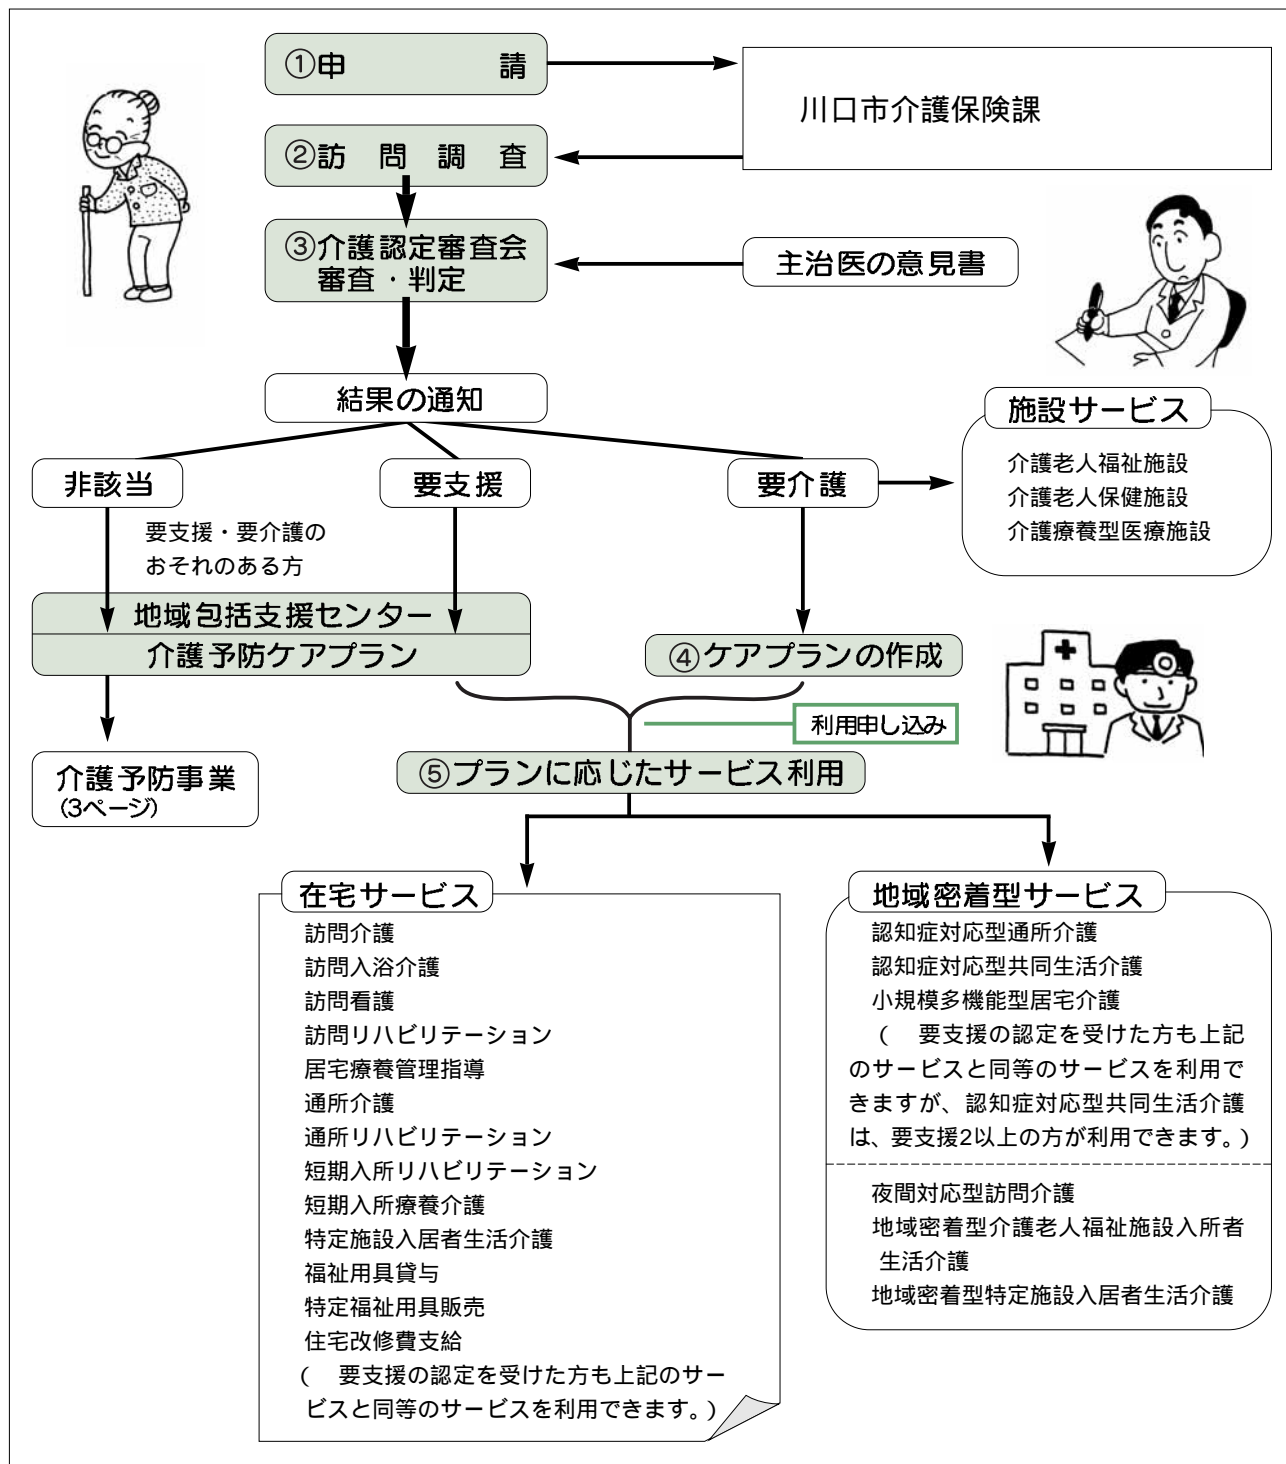 ①申請
川口市介護保険課
②訪問調査
③介護認定審査会
審査・判定
主治医の意見書
結果の通知
施設サービス
介護老人福祉施設
介護老人保健施設
介護療養型医療施設
非該当
要支援
要介護
要支援・要介護の
おそれのある方
地域包括支援センター
介護予防ケアプラン
④ケアプランの作成
利用申し込み
介護予防事業
(3ページ)
⑤プランに応じたサービス利用
在宅サービス
訪問介護
訪問入浴介護
訪問看護
訪問リハビリテーション
居宅療養管理指導
通所介護
通所リハビリテーション
短期入所リハビリテーション
短期入所療養介護
特定施設入居者生活介護
福祉用具貸与
特定福祉用具販売
住宅改修費支給
( 要支援の認定を受けた方も上記のサー
ビスと同等のサービスを利用できます。)
地域密着型サービス
認知症対応型通所介護
認知症対応型共同生活介護
小規模多機能型居宅介護
( 要支援の認定を受けた方も上記
のサービスと同等のサービスを利用で
きますが、認知症対応型共同生活介護
は、要支援2以上の方が利用できます。)
夜間対応型訪問介護
地域密着型介護老人福祉施設入所者
生活介護
地域密着型特定施設入居者生活介護